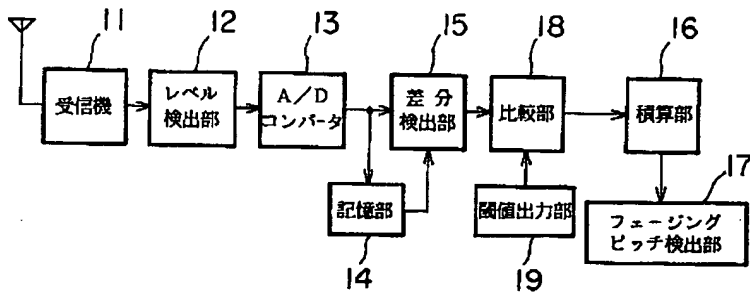 11
12
13
15
18
16
受信機
レベル
検出部
A/D
コンバータ
差分
検出部
比較部
積算部
記憶部
14
閾値出力部
19
17
フェージング
ピッチ検出部